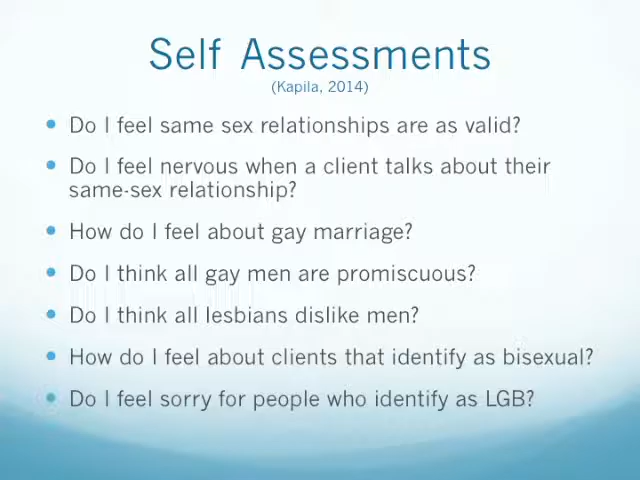 Self Assessments
(Kapila, 2014)
• Do I feel same sex relationships are as valid?
• Do I feel nervous when a client talks about their
same-sex relationship?
• How do I feel about gay marriage?
• Do I think all gay men are promiscuous?
• Do I think all lesbians dislike men?
• How do I feel about clients that identify as bisexual?
• Do I feel sorry for people who identify as LGB?